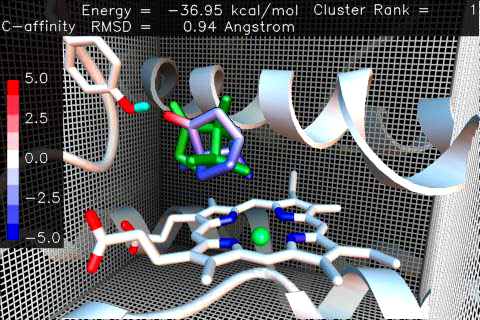 Energy = −36.95 kcal/mol Cluster Rank = 1
C-affinity RMSD = 0.94 Angstrom
5.0
2.5
0.0
−2.5
−5.0